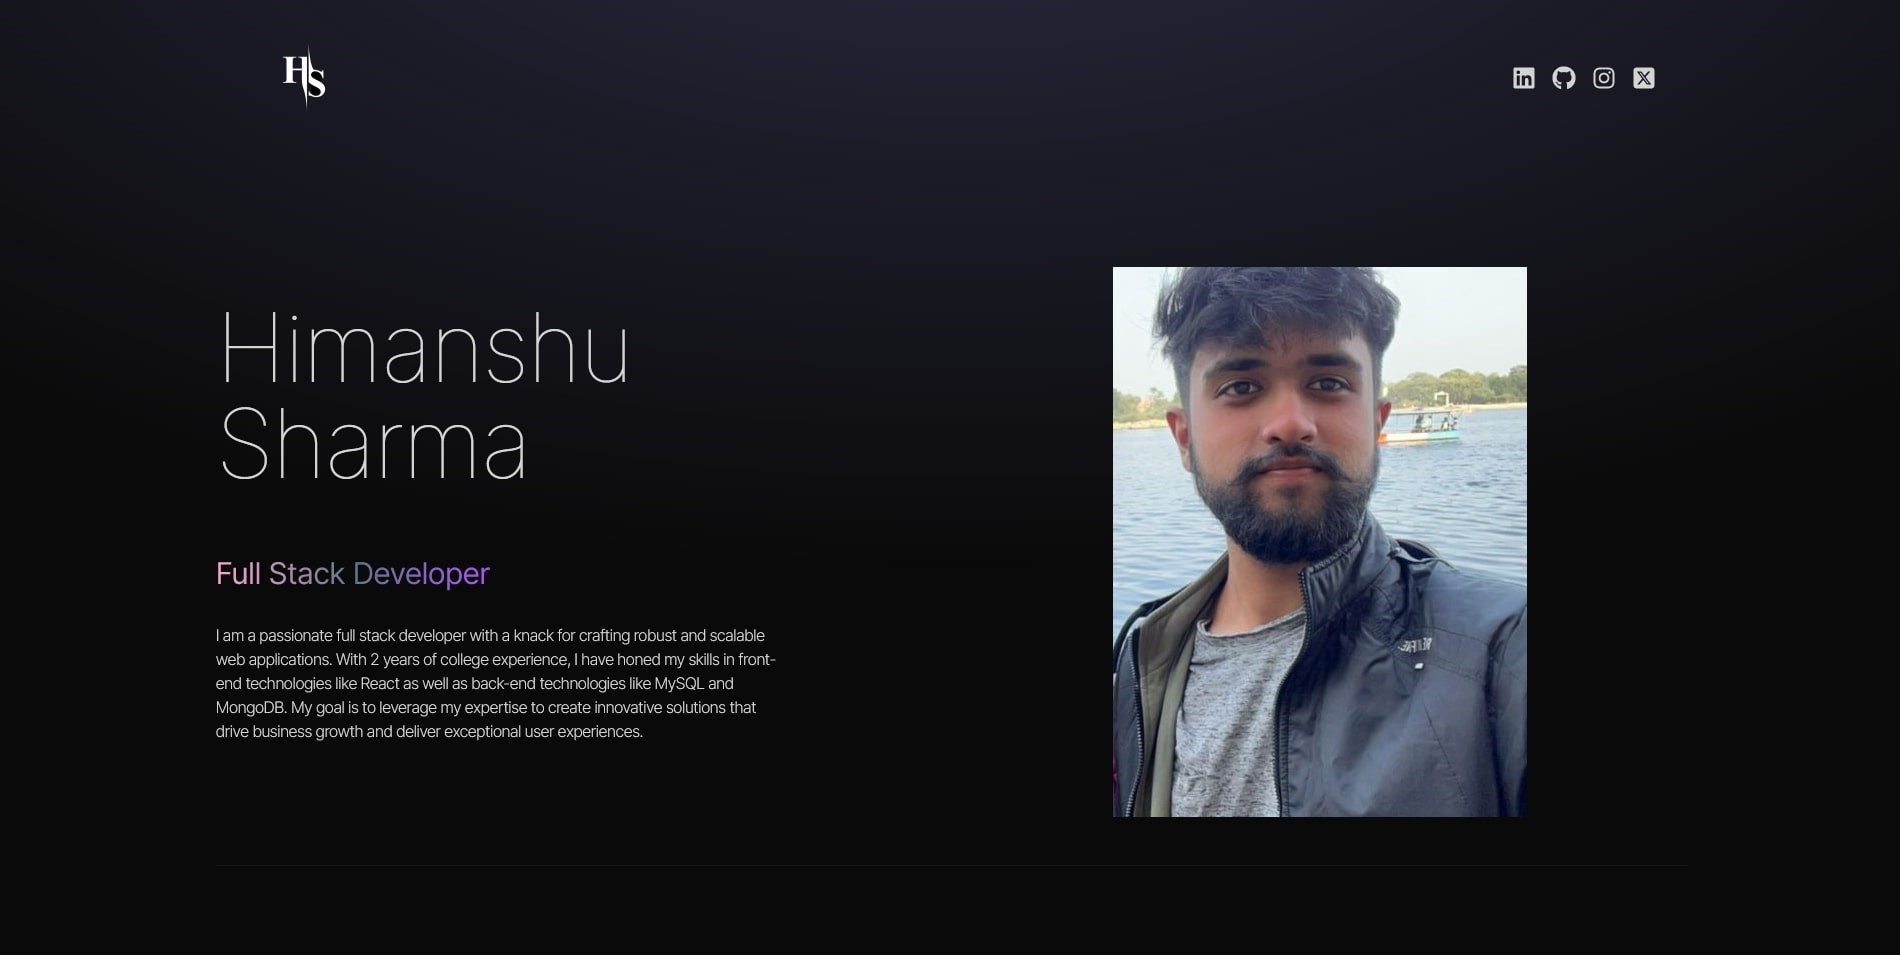 HS
Himanshu
Sharma
Full Stack Developer
I am a passionate full stack developer with a knack for crafting robust and scalable
web applications. With 2 years of college experience, I have honed my skills in front-
end technologies like React as well as back-end technologies like MySQL and
MongoDB. My goal is to leverage my expertise to create innovative solutions that
drive business growth and deliver exceptional user experiences.